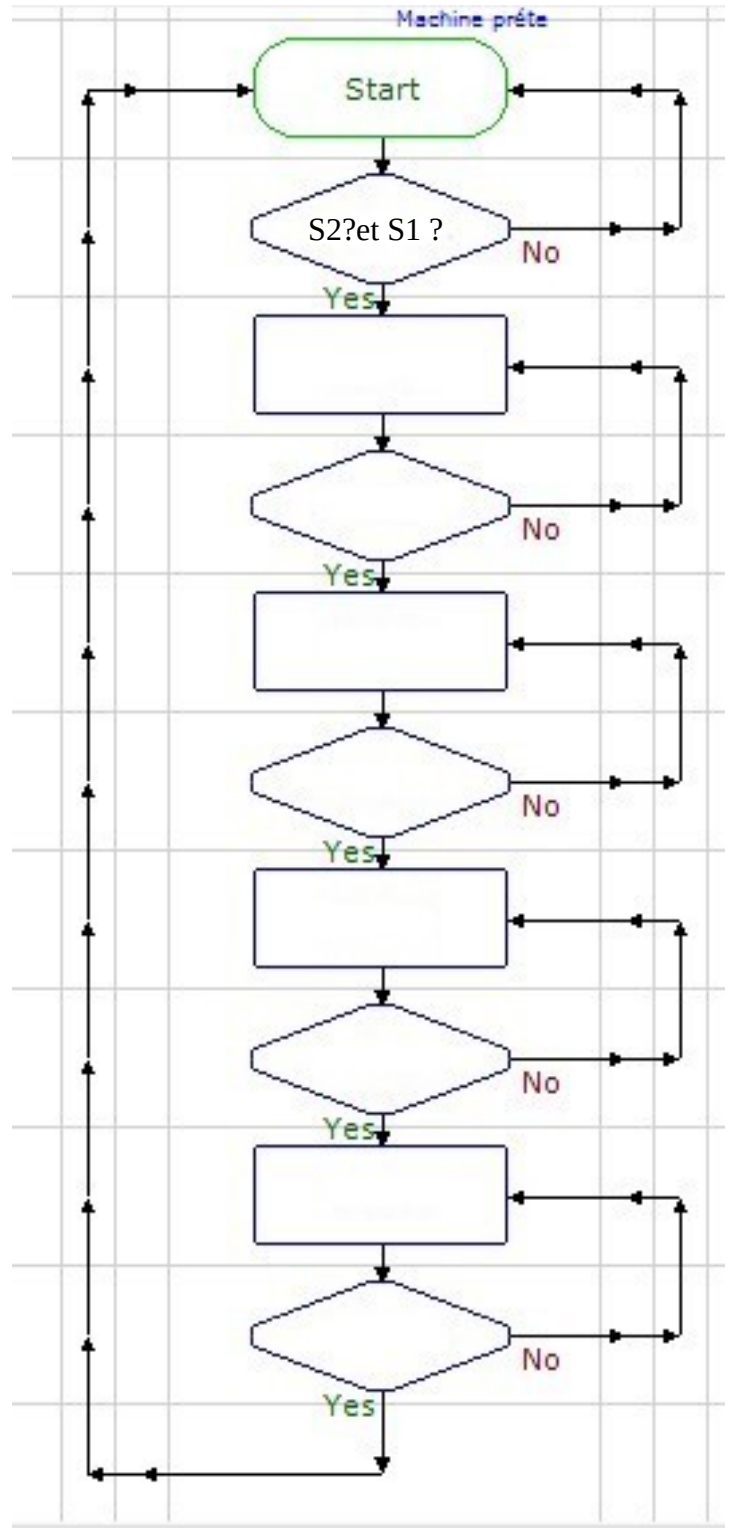 Machine prête
Start
S2?et S1 ?
No
Yes
No
Yes
No
Yes
No
Yes
No
Yes